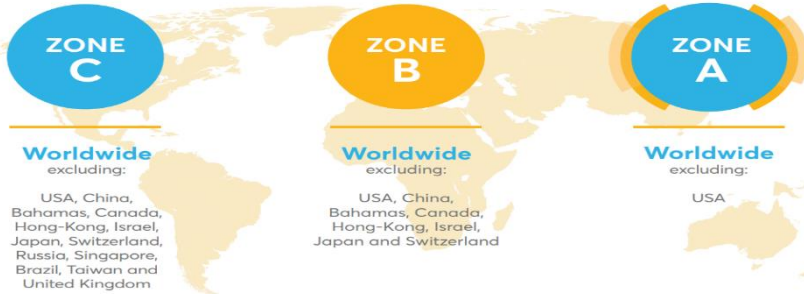 ZONE
C
Worldwide
excluding:
USA, China,
Bahamas, Canada,
Hong-Kong, Israel,
Japan, Switzerland,
Russia, Singapore,
Brazil, Taiwan and
United Kingdom
ZONE
B
Worldwide
excluding:
USA, China,
Bahamas, Canada,
Hong-Kong, Israel,
Japan and Switzerland
ZONE
A
Worldwide
excluding:
USA